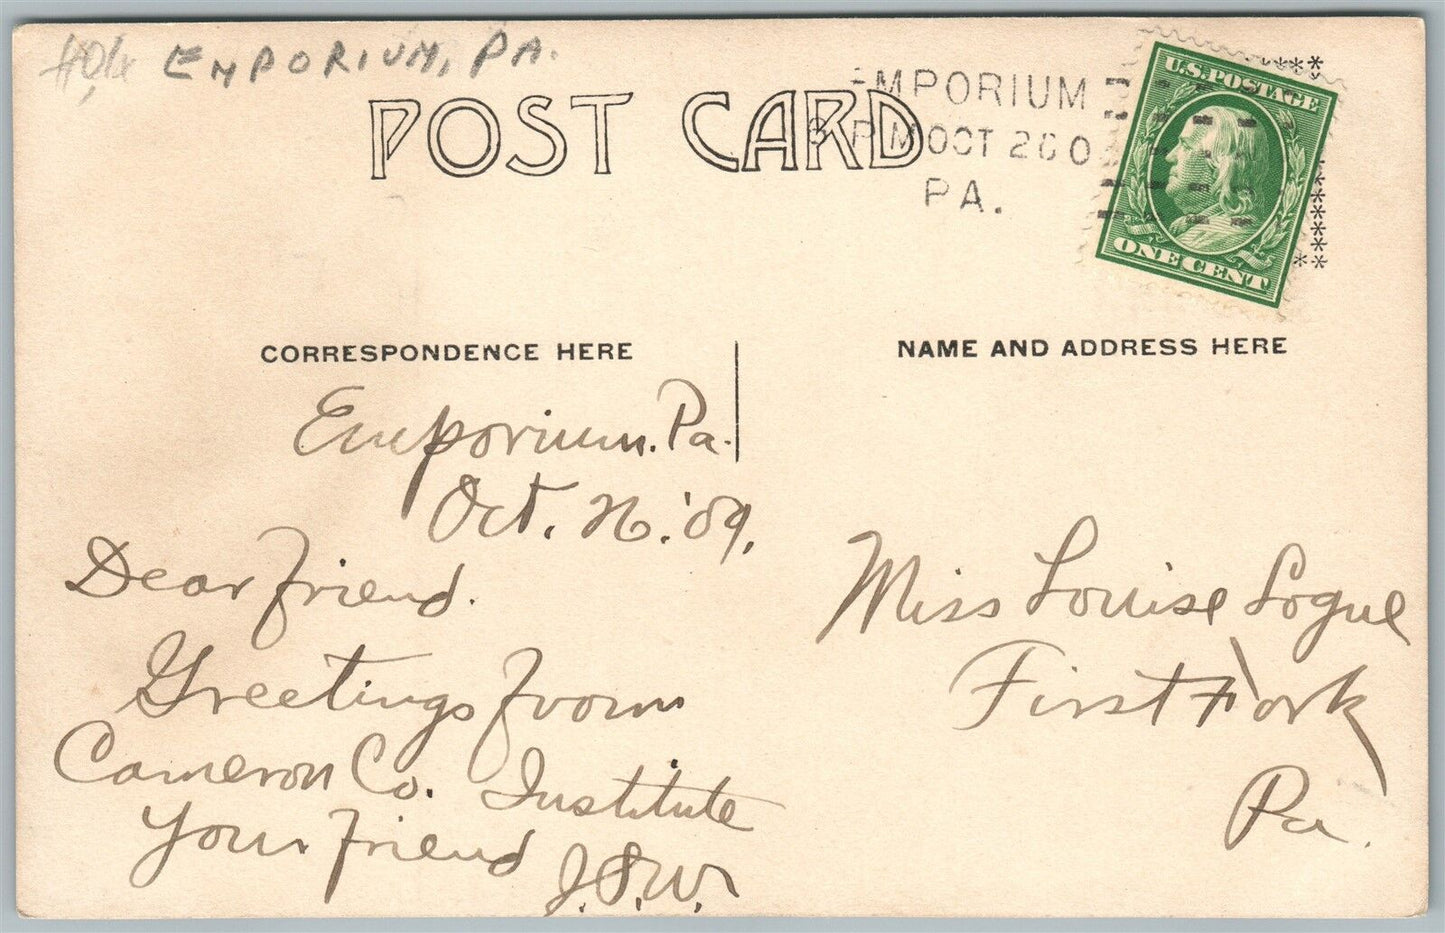 EMPORIUM, PA.
POST CARD
EMPORIUM
PM OCT 26 0
PA.
U.S. POSTAGE
ONE CENT
CORRESPONDENCE HERE
NAME AND ADDRESS HERE
Emporium. Pa.
Oct. 26. '09.
Dear Friend.
Greetings from
Cameron Co. Institute
Your friend
J.S.W.
Miss Louise Logue
First Fork
Pa.